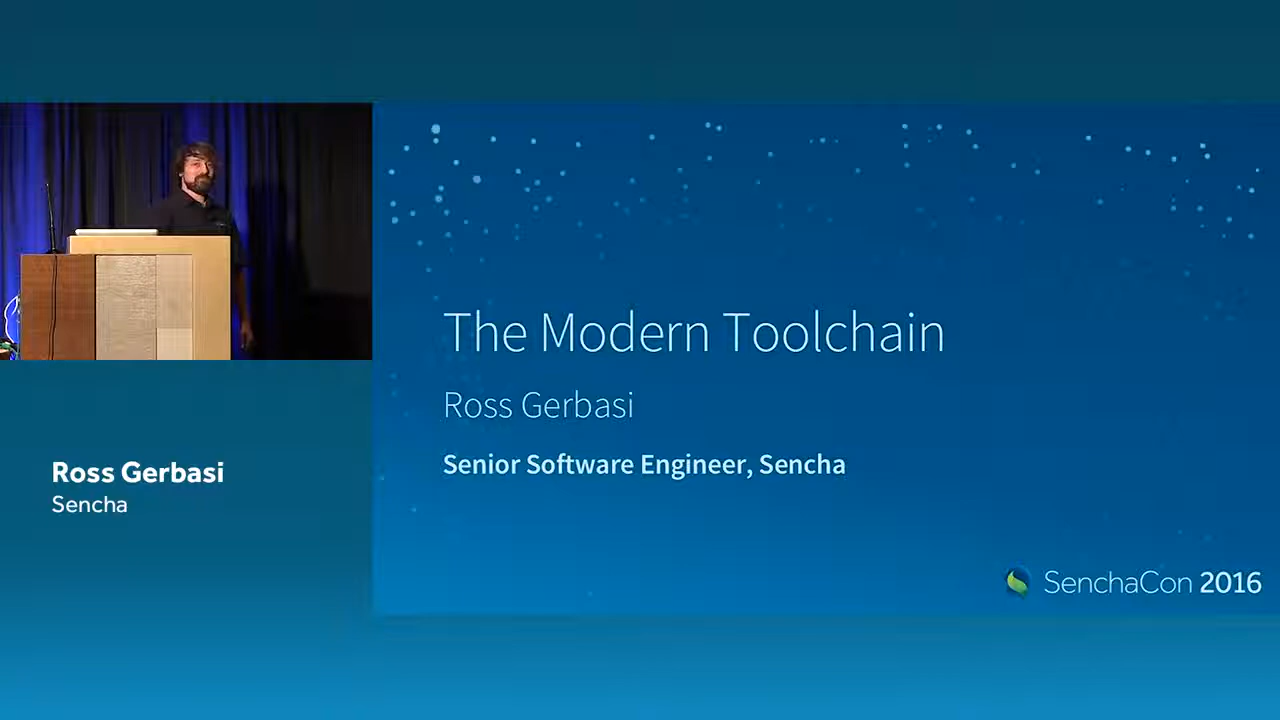 The Modern Toolchain
Ross Gerbasi
Senior Software Engineer, Sencha
Ross Gerbasi
Sencha
SenchaCon 2016